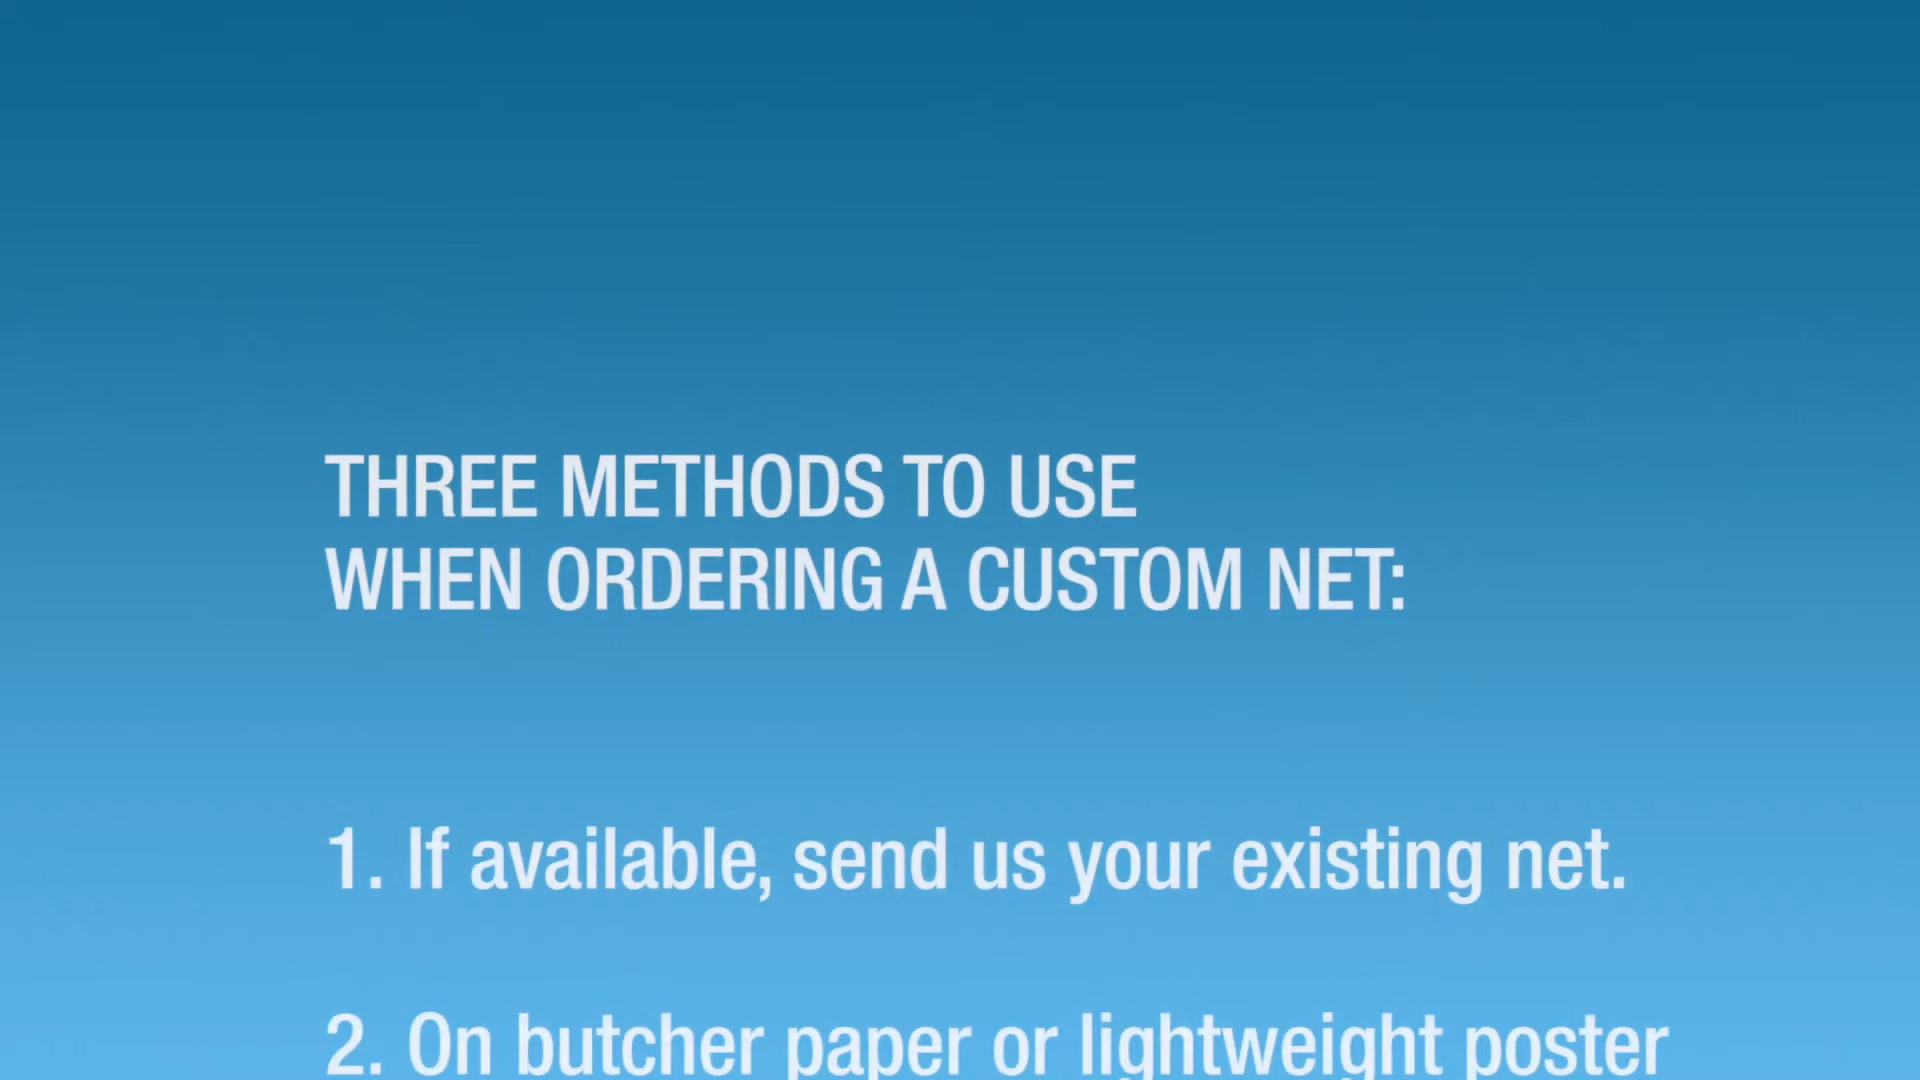 THREE METHODS TO USE
WHEN ORDERING A CUSTOM NET:
1. If available, send us your existing net.
2. On butcher paper or lightweight poster